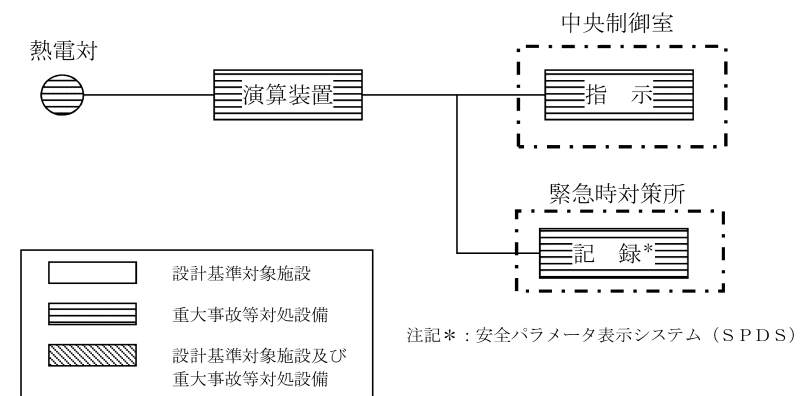 中央制御室
熱電対
演算装置
指　示
緊急時対策所
記　録*
設計基準対象施設
重大事故等対処設備
設計基準対象施設及び
重大事故等対処設備
注記＊：安全パラメータ表示システム（ＳＰＤＳ）